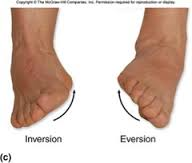 Copyright © The McGraw-Hill Companies, Inc. Permission required for reproduction or display.
Inversion
Eversion
(c)